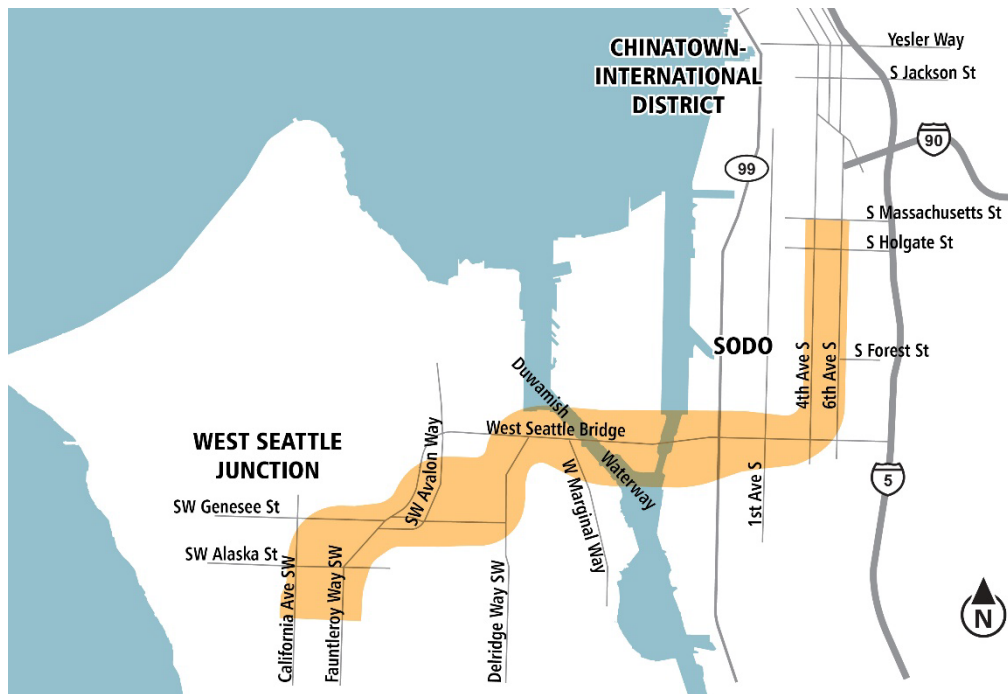 CHINATOWN-
INTERNATIONAL
DISTRICT
Yesler Way
S Jackson St
90
99
S Massachusetts St
S Holgate St
SODO
S Forest St
4th Ave S
6th Ave S
Duwamish
Waterway
West Seattle Bridge
WEST SEATTLE
JUNCTION
SW Avalon Way
SW Genesee St
SW Alaska St
W Marginal Way
1st Ave S
5
California Ave SW
Fauntleroy Way SW
Delridge Way SW
N